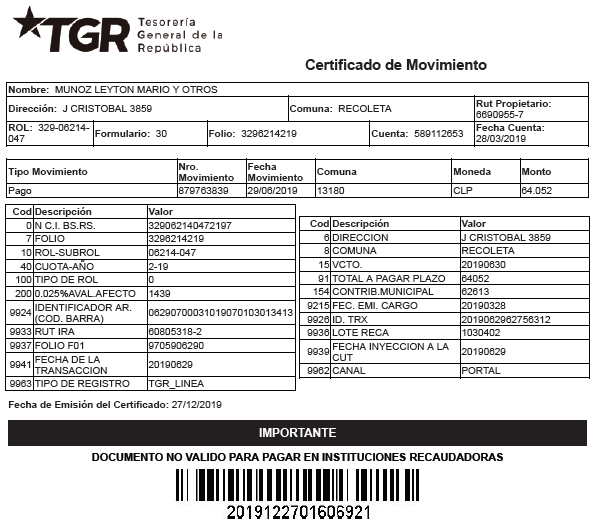 TGR Tesorería
General de la
República
Certificado de Movimiento
Nombre: MUNOZ LEYTON MARIO Y OTROS
Dirección: J CRISTOBAL 3859 Comuna: RECOLETA Rut Propietario: 6690955-7
ROL: 329-06214-047 Formulario: 30 Folio: 3296214219 Cuenta: 589112653 Fecha Cuenta: 28/03/2019
Tipo Movimiento Nro. Movimiento Fecha Movimiento Comuna Moneda Monto
Pago 879763839 29/06/2019 13180 CLP 64.052
Cod Descripción Valor
0 N C.I. BS.RS. 329062140472197
7 FOLIO 3296214219
10 ROL-SUBROL 06214-047
40 CUOTA-AÑO 2-19
100 TIPO DE ROL 0
200 0.025%AVAL.AFECTO 1439
9924 IDENTIFICADOR AR. (COD. BARRA) 06290700031019070103013413
9933 RUT IRA 60805318-2
9937 FOLIO F01 9705906290
9941 FECHA DE LA TRANSACCION 20190629
9963 TIPO DE REGISTRO TGR_LINEA
Cod Descripción Valor
6 DIRECCION J CRISTOBAL 3859
8 COMUNA RECOLETA
15 VCTO. 20190630
91 TOTAL A PAGAR PLAZO 64052
154 CONTRIB.MUNICIPAL 62613
9215 FEC. EMI. CARGO 20190328
9926 ID. TRX 2019062962756312
9936 LOTE RECA 1030402
9939 FECHA INYECCION A LA CUT 20190629
9962 CANAL PORTAL
Fecha de Emisión del Certificado: 27/12/2019
IMPORTANTE
DOCUMENTO NO VALIDO PARA PAGAR EN INSTITUCIONES RECAUDADORAS
2019122701606921